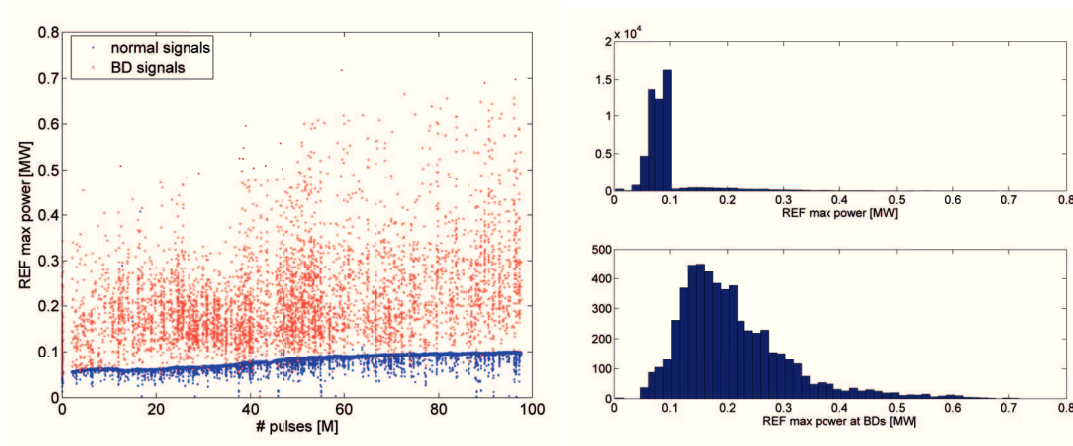 0.8
0.7
0.6
0.5
0.4
0.3
0.2
0.1
0
REF max power [MW]
normal signals
BD signals
0 20 40 60 80 100
# pulses [M]
x 10^4
2
1.5
1
0.5
0
0 0.1 0.2 0.3 0.4 0.5 0.6 0.7 0.8
REF max power [MW]
500
400
300
200
100
0
0 0.1 0.2 0.3 0.4 0.5 0.6 0.7 0.8
REF max power at BDs [MW]